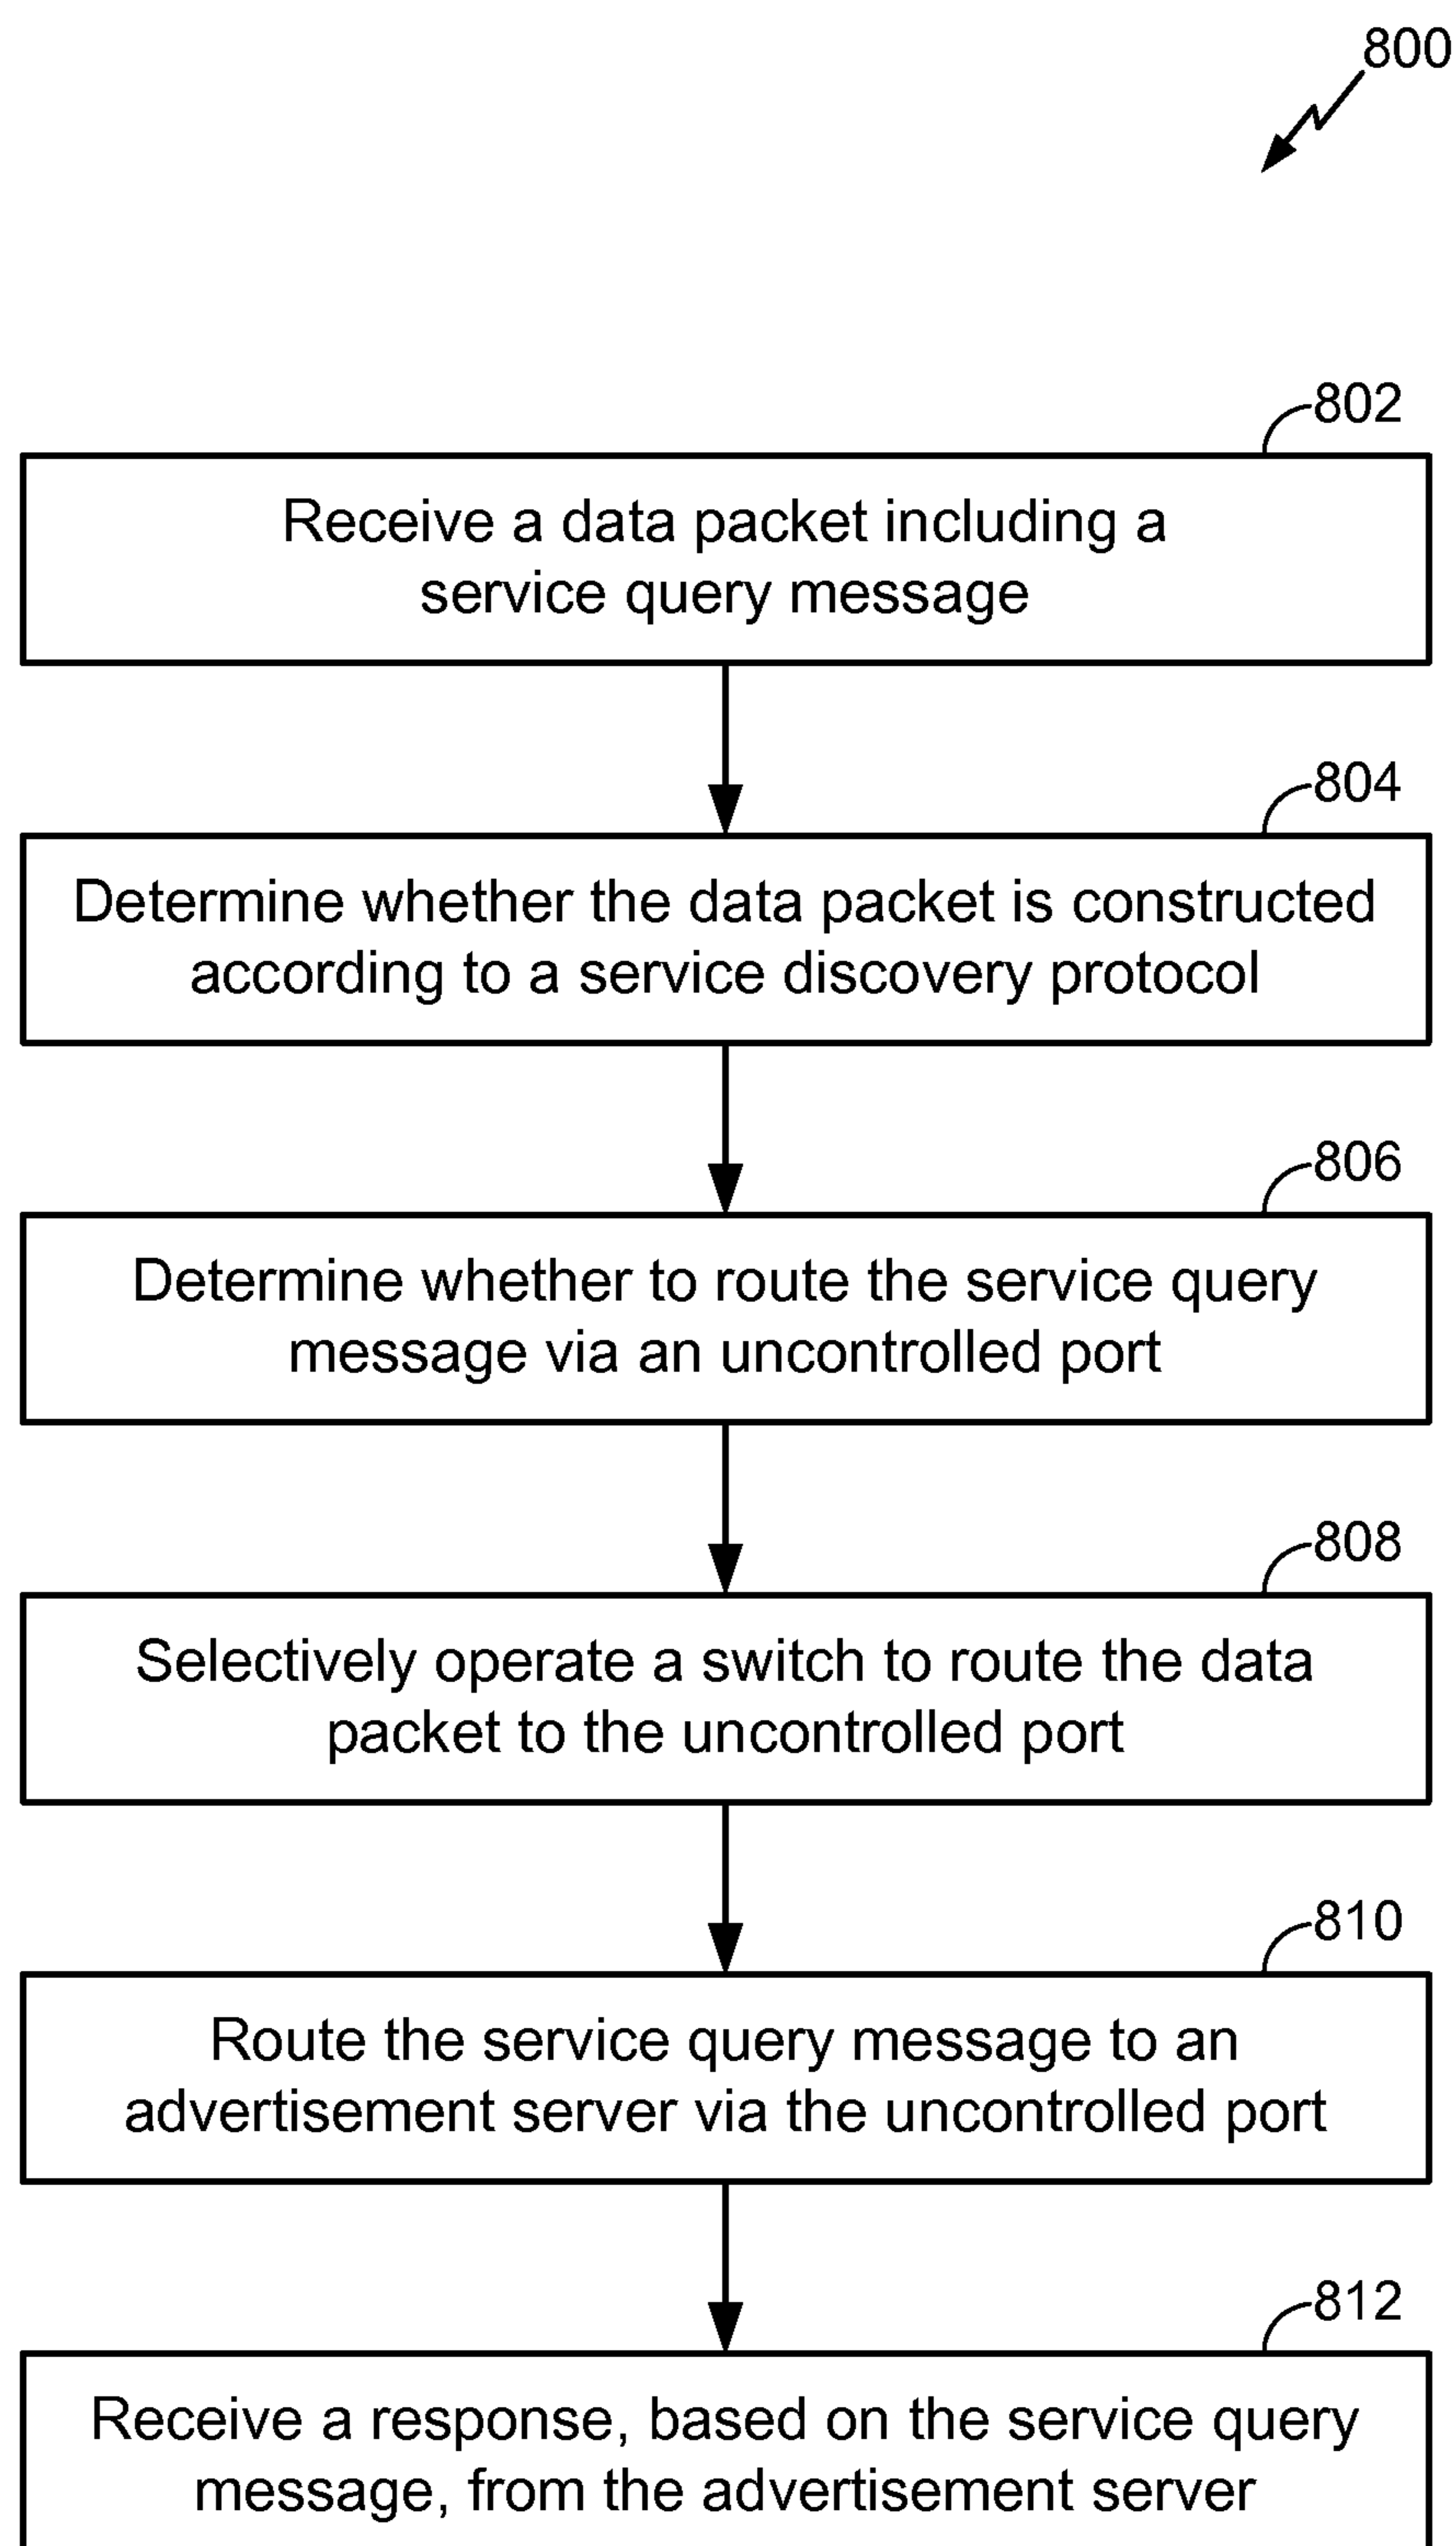 800
802
Receive a data packet including a
service query message
804
Determine whether the data packet is constructed
according to a service discovery protocol
806
Determine whether to route the service query
message via an uncontrolled port
808
Selectively operate a switch to route the data
packet to the uncontrolled port
810
Route the service query message to an
advertisement server via the uncontrolled port
812
Receive a response, based on the service query
message, from the advertisement server